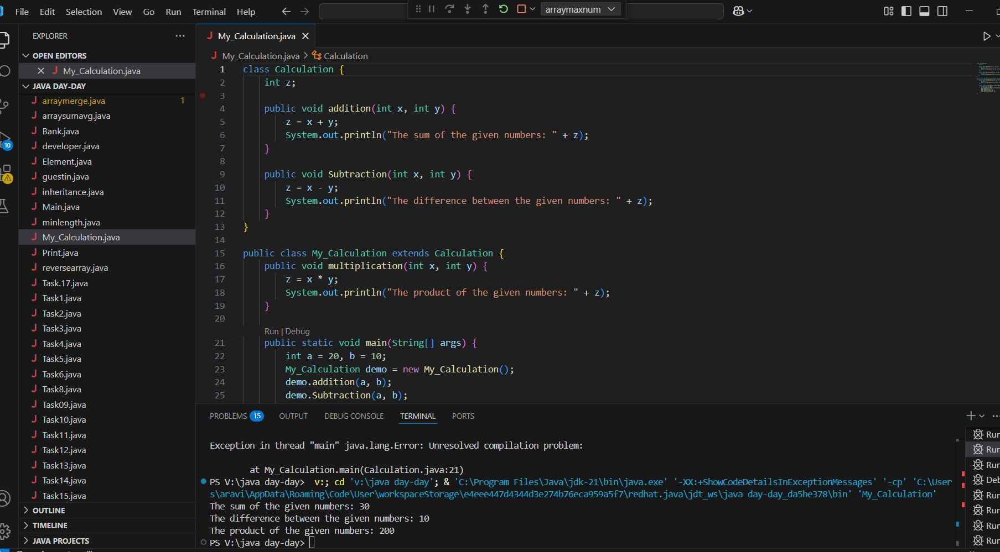 File Edit Selection View Go Run Terminal Help
arraymaxnum
EXPLORER
OPEN EDITORS
My_Calculation.java
JAVA DAY-DAY
arraymerge.java 1
arraysumavg.java
Bank.java
developer.java
Element.java
guestin.java
inheritance.java
Main.java
minlength.java
My_Calculation.java
Print.java
reversearray.java
Task.17.java
Task1.java
Task2.java
Task3.java
Task4.java
Task5.java
Task6.java
Task8.java
Task09.java
Task10.java
Task11.java
Task12.java
Task13.java
Task14.java
Task15.java
OUTLINE
TIMELINE
JAVA PROJECTS
10
My_Calculation.java
My_Calculation.java > Calculation
1 class Calculation {
2 int z;
3
4 public void addition(int x, int y) {
5 z = x + y;
6 System.out.println("The sum of the given numbers: " + z);
7 }
8
9 public void Subtraction(int x, int y) {
10 z = x - y;
11 System.out.println("The difference between the given numbers: " + z);
12 }
13 }
14
15 public class My_Calculation extends Calculation {
16 public void multiplication(int x, int y) {
17 z = x * y;
18 System.out.println("The product of the given numbers: " + z);
19 }
20
Run | Debug
21 public static void main(String[] args) {
22 int a = 20, b = 10;
23 My_Calculation demo = new My_Calculation();
24 demo.addition(a, b);
25 demo.Subtraction(a, b);
PROBLEMS 15 OUTPUT DEBUG CONSOLE TERMINAL PORTS
Exception in thread "main" java.lang.Error: Unresolved compilation problem:
at My_Calculation.main(Calculation.java:21)
PS V:\java day-day> v:; cd 'v:\java day-day'; & 'C:\Program Files\Java\jdk-21\bin\java.exe' '-XX:+ShowCodeDetailsInExceptionMessages' '-cp' 'C:\User
s\aravi\AppData\Roaming\Code\User\workspaceStorage\e4eee447d4344d3e274b76eca959a5f7\redhat.java\jdt_ws\java day-day_da5be378\bin' 'My_Calculation'
The sum of the given numbers: 30
The difference between the given numbers: 10
The product of the given numbers: 200
PS V:\java day-day>
Run
Run
Run
Deb
Run
Run
Run
Run